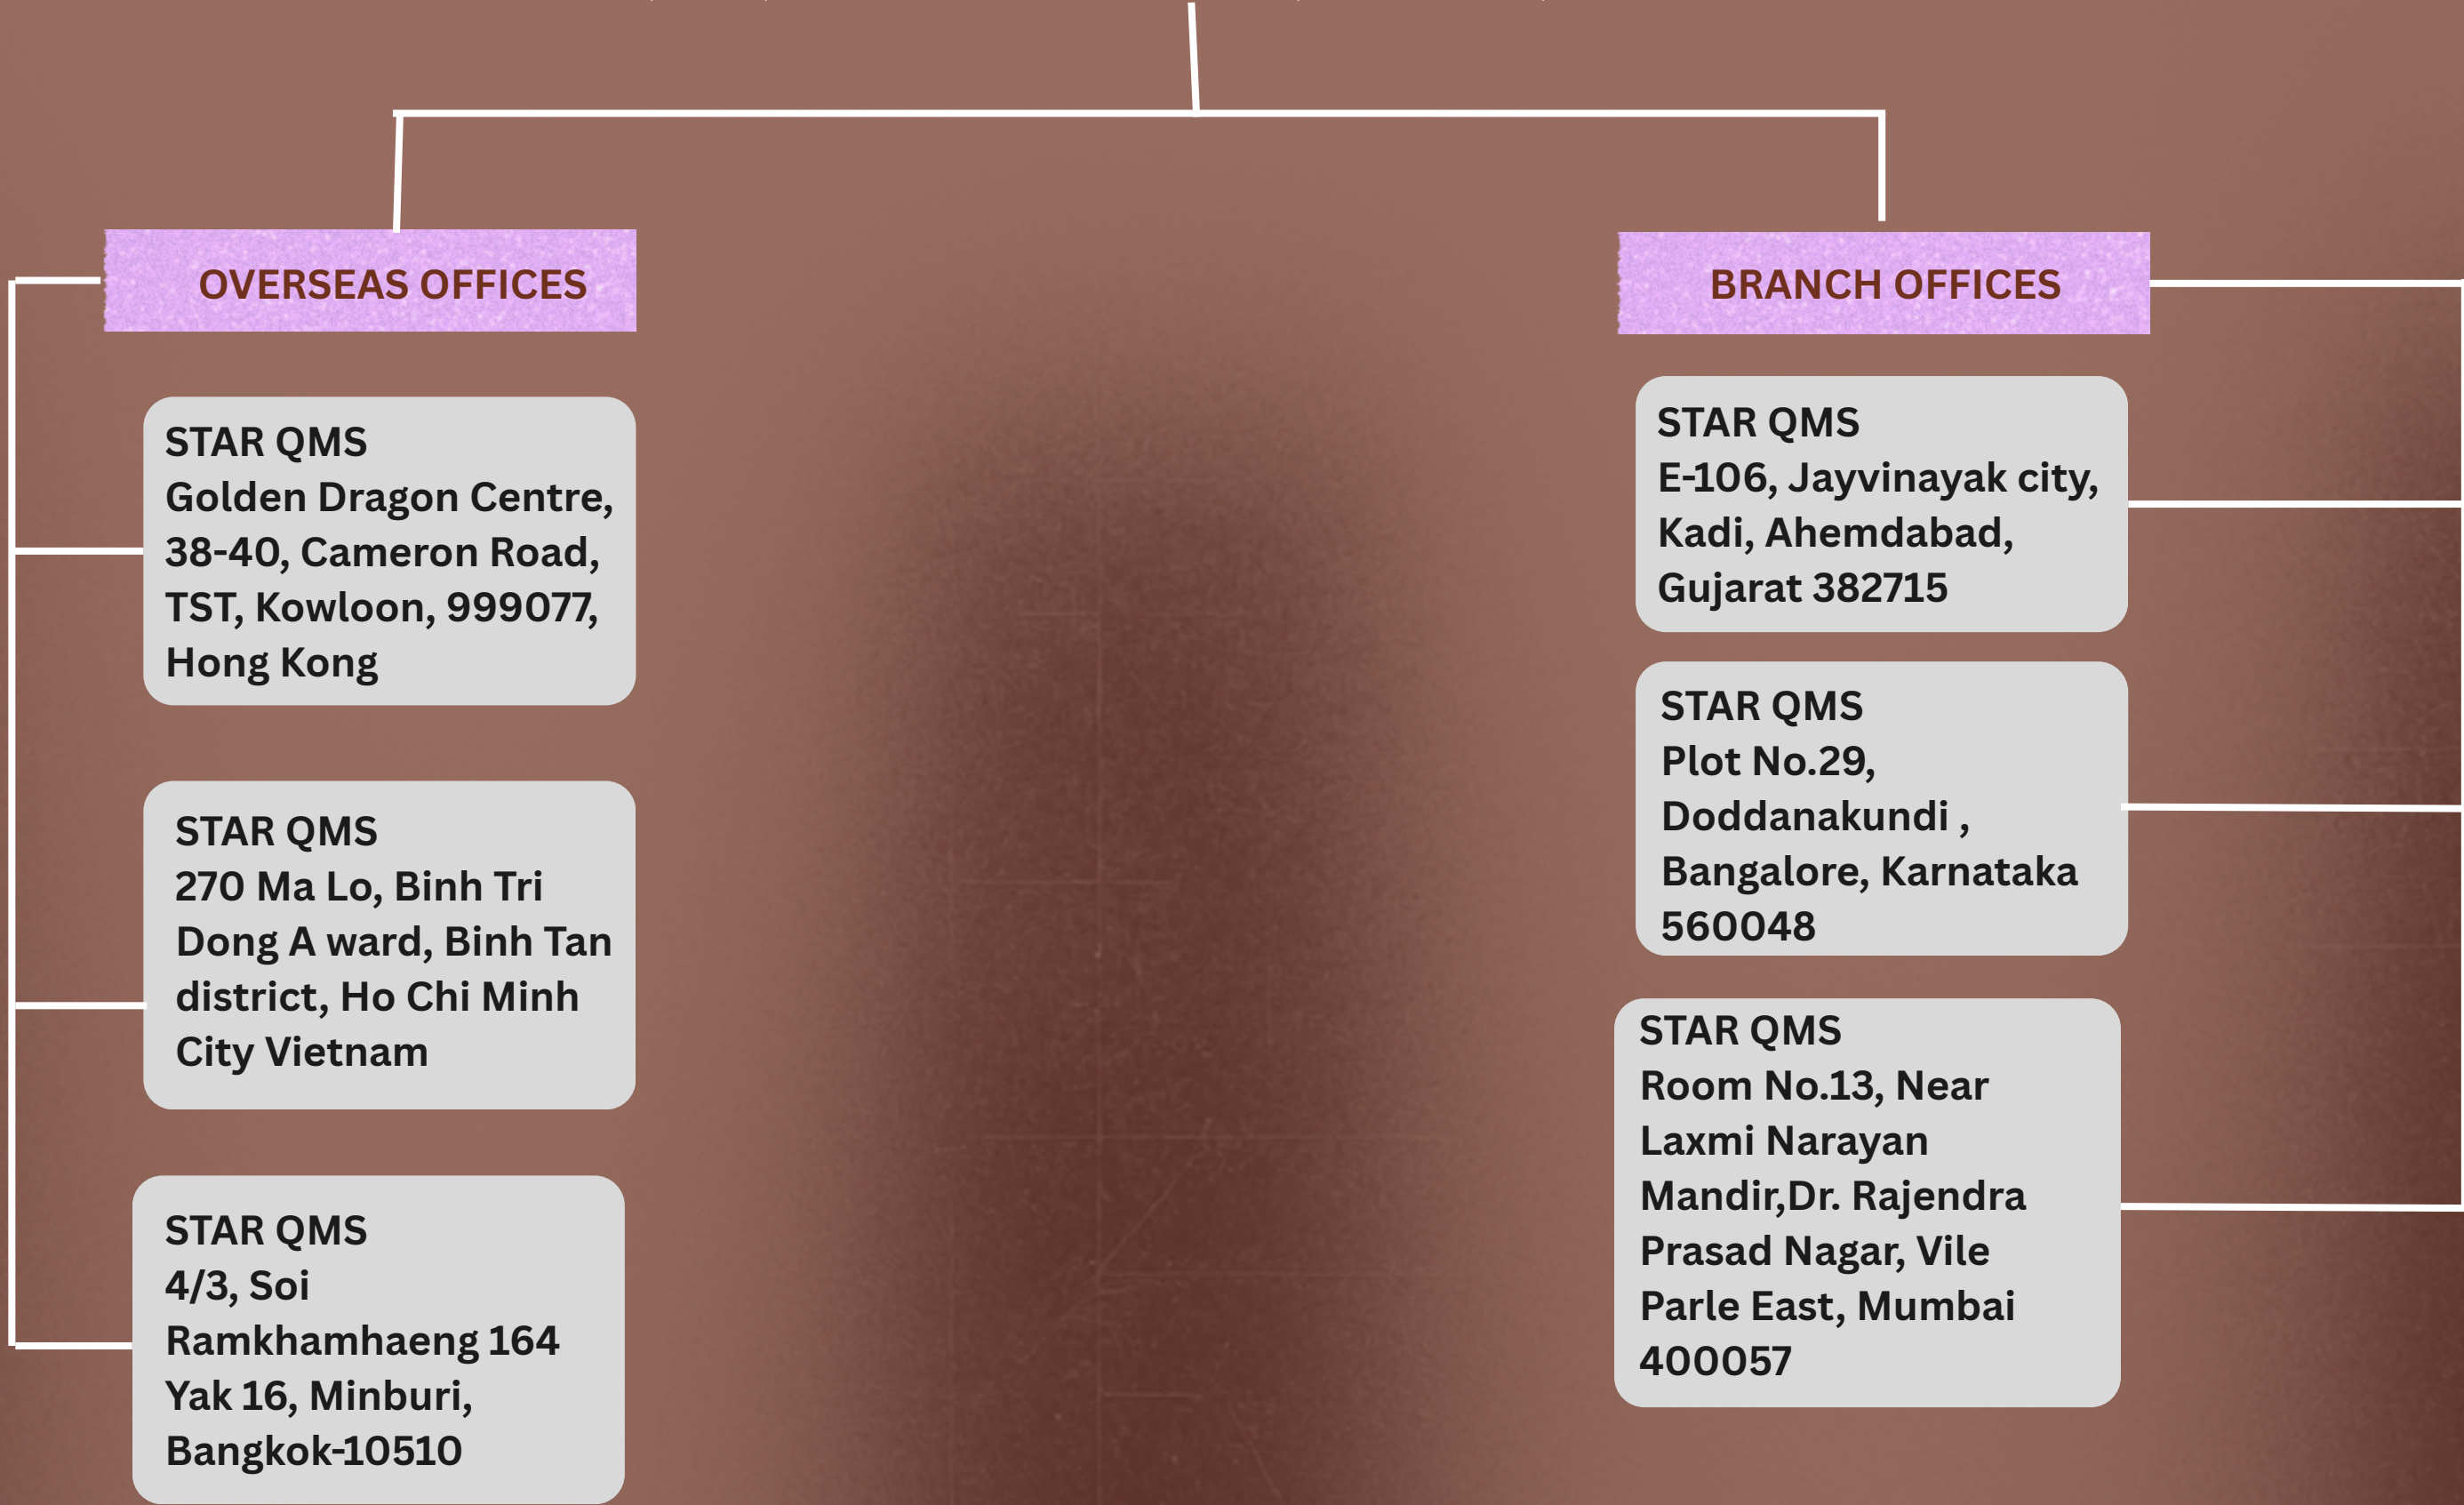 OVERSEAS OFFICES
STAR QMS
Golden Dragon Centre,
38-40, Cameron Road,
TST, Kowloon, 999077,
Hong Kong
STAR QMS
270 Ma Lo, Binh Tri
Dong A ward, Binh Tan
district, Ho Chi Minh
City Vietnam
STAR QMS
4/3, Soi
Ramkhamhaeng 164
Yak 16, Minburi,
Bangkok-10510
BRANCH OFFICES
STAR QMS
E-106, Jayvinayak city,
Kadi, Ahemdabad,
Gujarat 382715
STAR QMS
Plot No.29,
Doddanakundi ,
Bangalore, Karnataka
560048
STAR QMS
Room No.13, Near
Laxmi Narayan
Mandir,Dr. Rajendra
Prasad Nagar, Vile
Parle East, Mumbai
400057